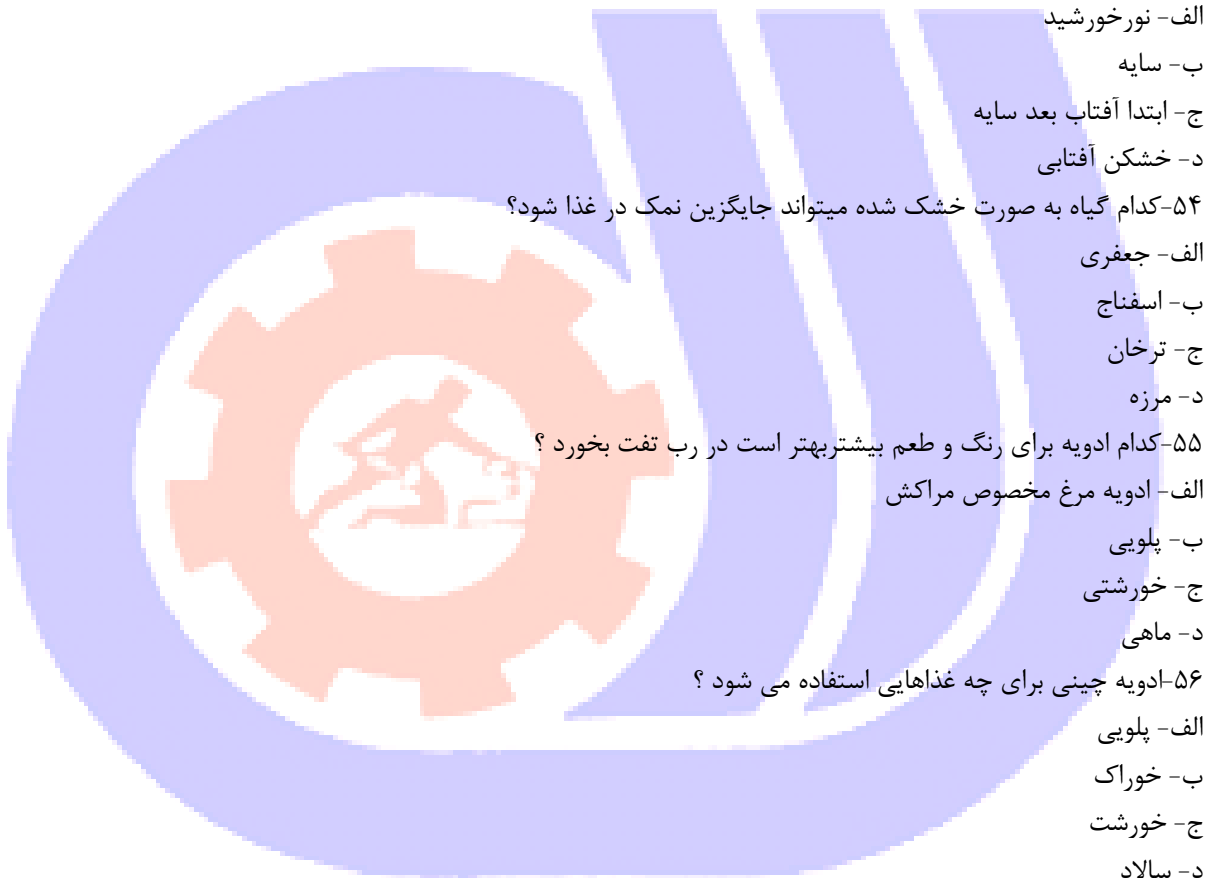 الف- نورخورشید
ب- سایه
ج- ابتدا آفتاب بعد سایه
د- خشکن آفتابی
۵۴-کدام گیاه به صورت خشک شده میتواند جایگزین نمک در غذا شود؟
الف- جعفری
ب- اسفناج
ج- ترخان
د- مرزه
۵۵-کدام ادویه برای رنگ و طعم بیشتربهتر است در رب تفت بخورد ؟
الف- ادویه مرغ مخصوص مراکش
ب- پلویی
ج- خورشتی
د- ماهی
۵۶-ادویه چینی برای چه غذاهایی استفاده می شود ؟
الف- پلویی
ب- خوراک
ج- خورشت
د- سالاد